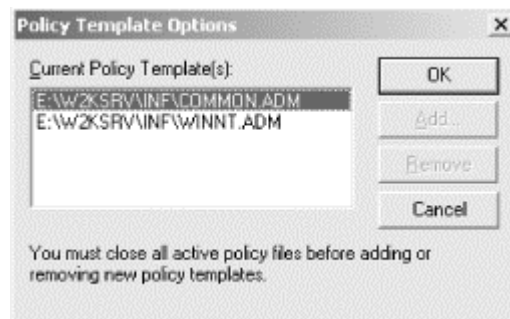 Policy Template Options
Current Policy Template(s):
OK
E:\W2KSRV\INF\COMMON.ADM
E:\W2KSRV\INF\WINNT.ADM
Add...
Remove
Cancel
You must close all active policy files before adding or
removing new policy templates.